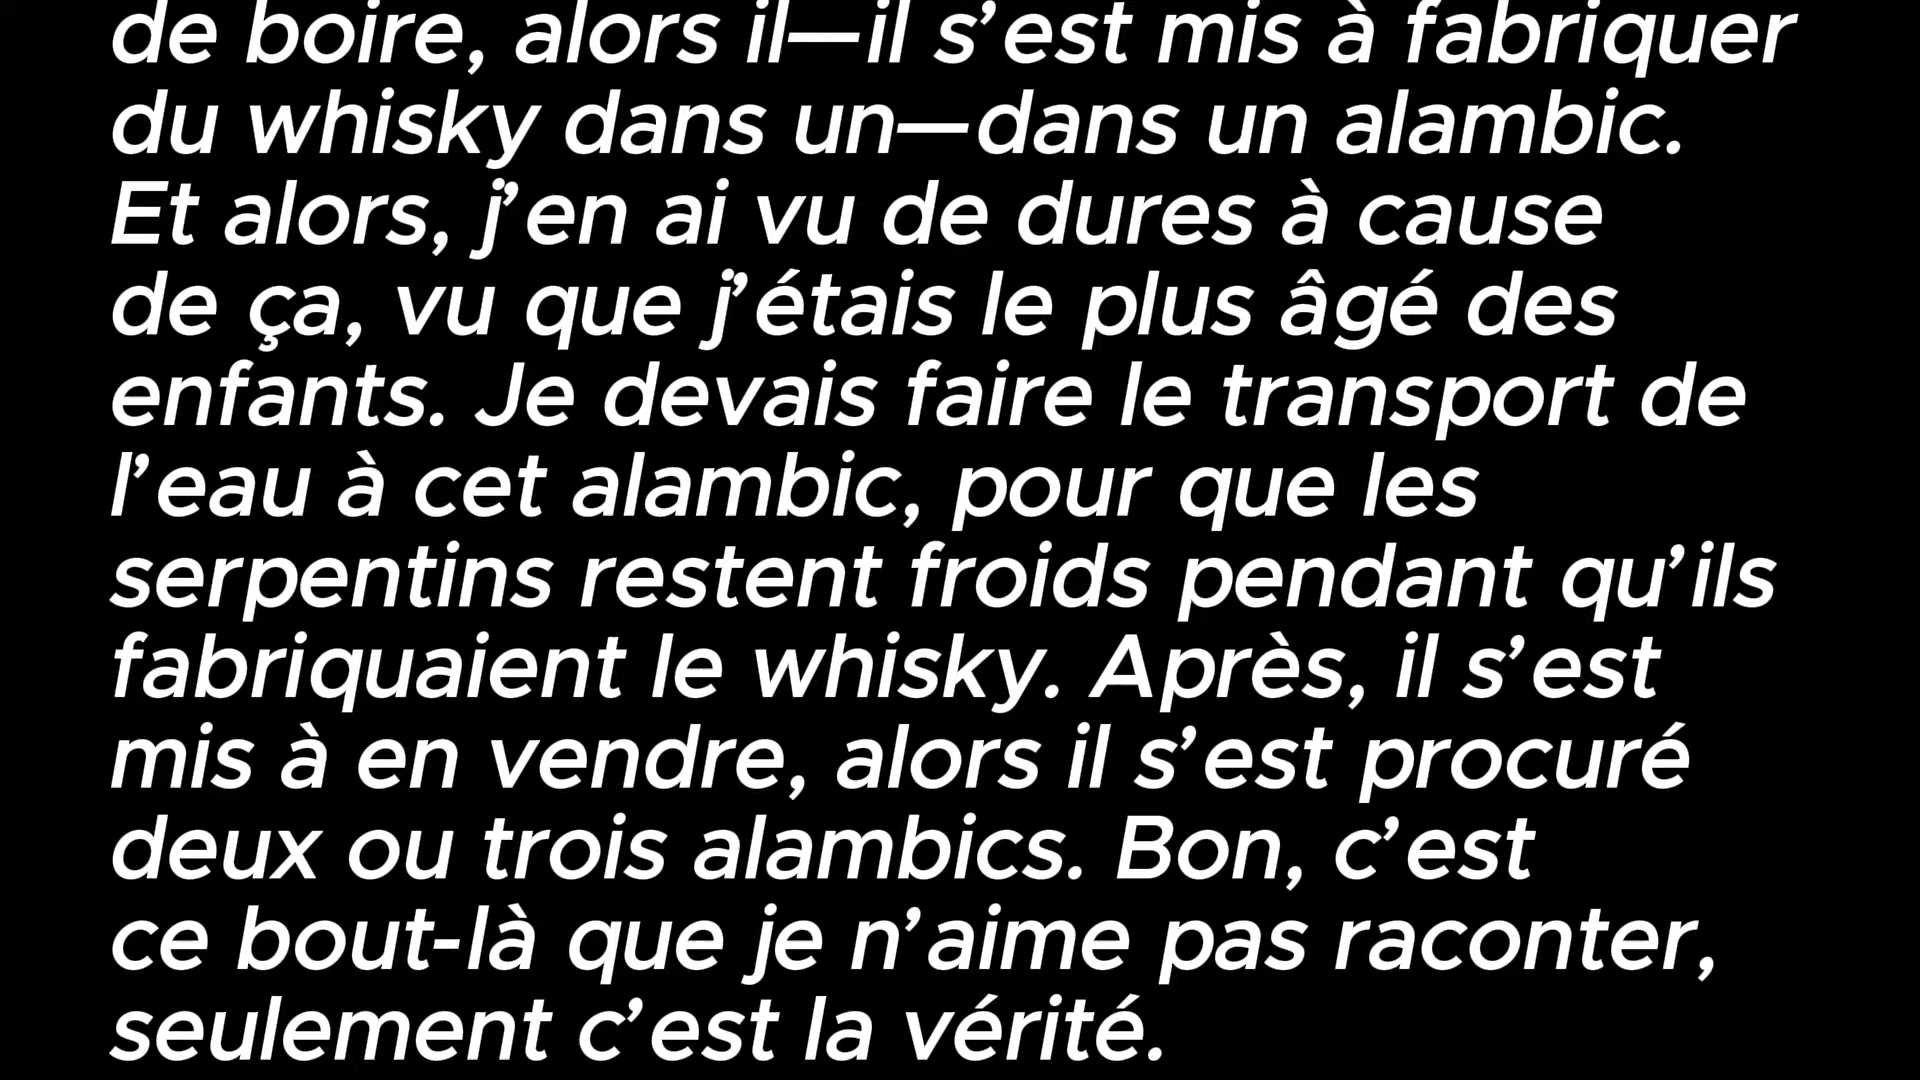 de boire, alors il—il s’est mis à fabriquer
du whisky dans un—dans un alambic.
Et alors, j’en ai vu de dures à cause
de ça, vu que j’étais le plus âgé des
enfants. Je devais faire le transport de
l’eau à cet alambic, pour que les
serpentins restent froids pendant qu’ils
fabriquaient le whisky. Après, il s’est
mis à en vendre, alors il s’est procuré
deux ou trois alambics. Bon, c’est
ce bout-là que je n’aime pas raconter,
seulement c’est la vérité.